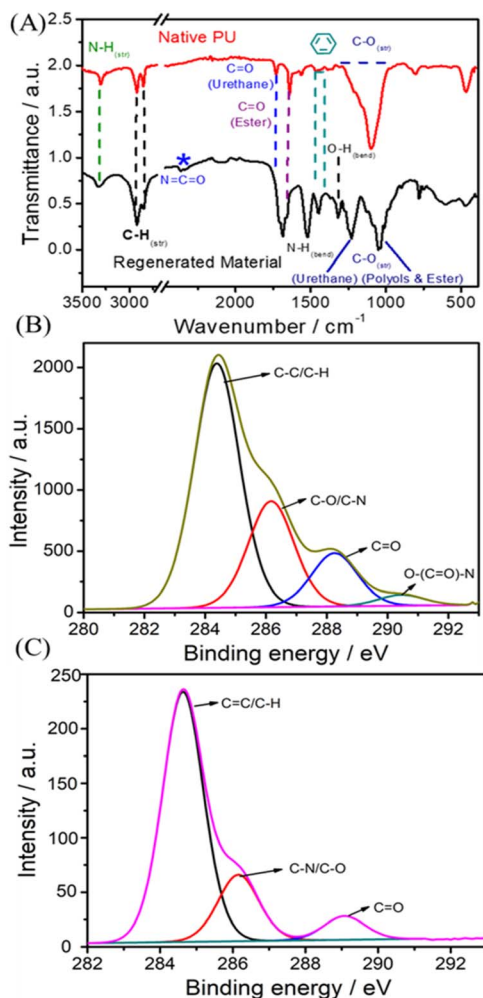 (A)
Transmittance / a.u.
2.5
2.0
1.5
1.0
0.5
0.0
N-H(str)
Native PU
C-O(str)
C=O
(Urethane)
C=O
(Ester)
O-H(bend)
*
N=C=O
C-H(str)
N-H(bend)
C-O(str)
Regenerated Material
(Urethane) (Polyols & Ester)
3500 3000 2000 1500 1000 500
Wavenumber / cm-1
(B)
Intensity / a.u.
2000
1500
1000
500
0
C-C/C-H
C-O/C-N
C=O
O-(C=O)-N
280 282 284 286 288 290 292
Binding energy / eV
(C)
Intensity / a.u.
250
200
150
100
50
0
C=C/C-H
C-N/C-O
C=O
282 284 286 288 290 292
Binding energy / eV